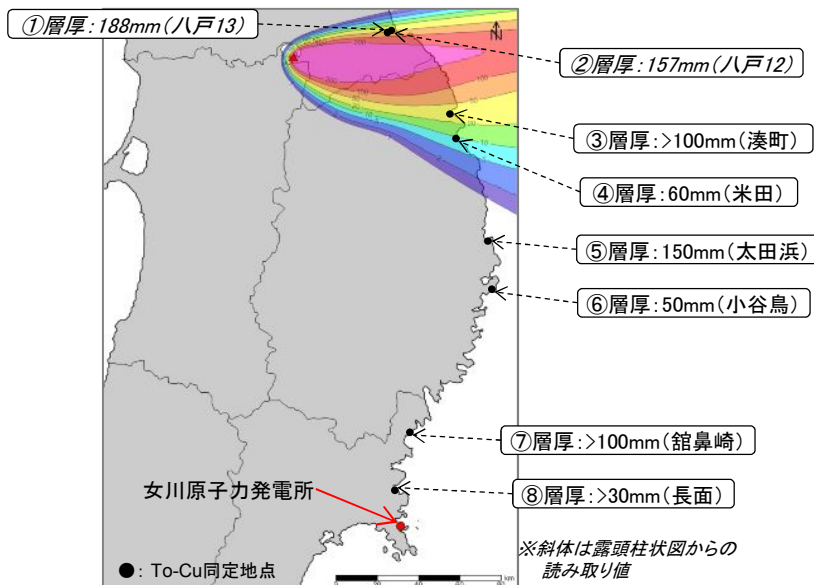 ①層厚：188mm（八戸13）
②層厚：157mm（八戸12）
③層厚：>100mm（湊町）
④層厚：60mm（米田）
⑤層厚：150mm（太田浜）
⑥層厚：50mm（小谷鳥）
⑦層厚：>100mm（舘鼻崎）
⑧層厚：>30mm（長面）
女川原子力発電所
●：To-Cu同定地点
※斜体は露頭柱状図からの
読み取り値
N
km